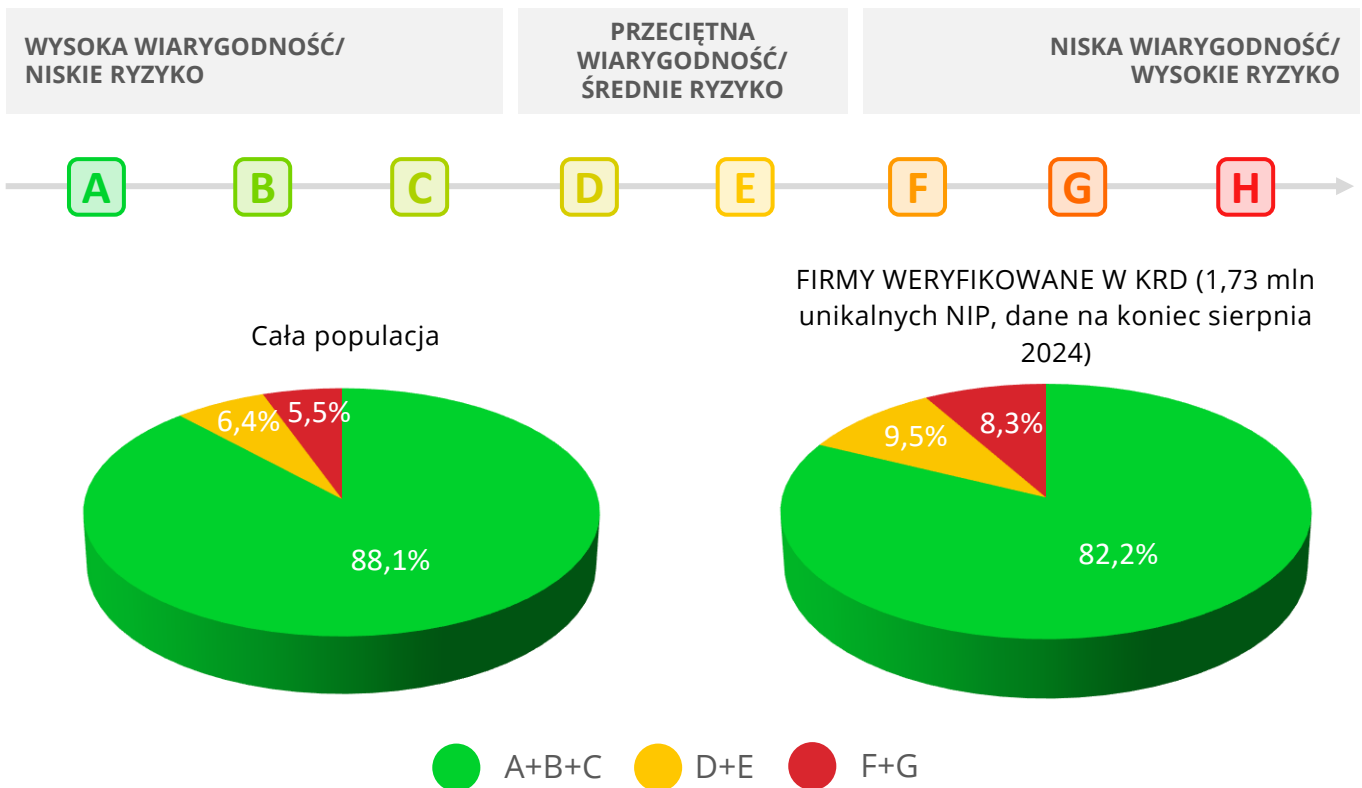 WYSOKA WIARYGODNOŚĆ/
NISKIE RYZYKO
PRZECIĘTNA
WIARYGODNOŚĆ/
ŚREDNIE RYZYKO
NISKA WIARYGODNOŚĆ/
WYSOKIE RYZYKO
A B C D E F G H
Cała populacja
6,4% 5,5%
88,1%
FIRMY WERYFIKOWANE W KRD (1,73 mln
unikalnych NIP, dane na koniec sierpnia
2024)
9,5% 8,3%
82,2%
A+B+C D+E F+G